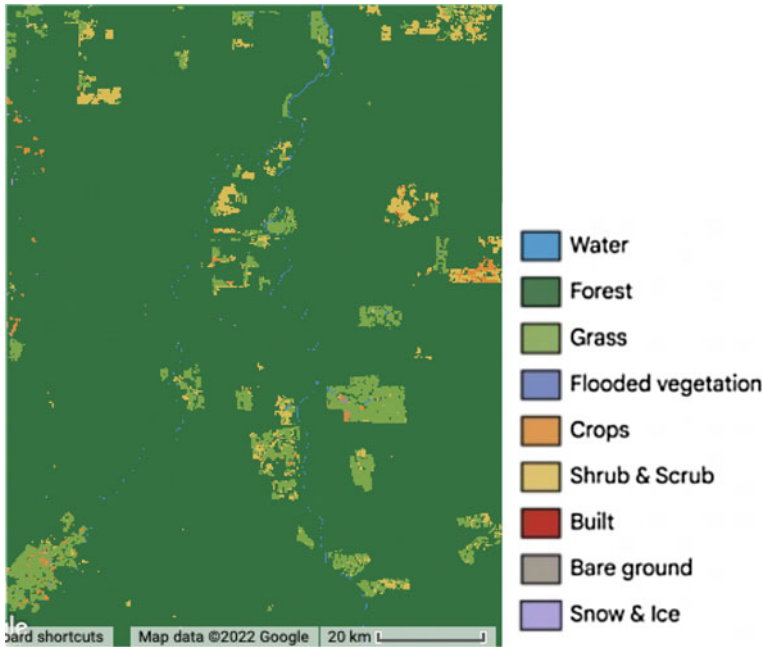 Water
Forest
Grass
Flooded vegetation
Crops
Shrub & Scrub
Built
Bare ground
Snow & Ice
shortcuts
Map data ©2022 Google
20 km